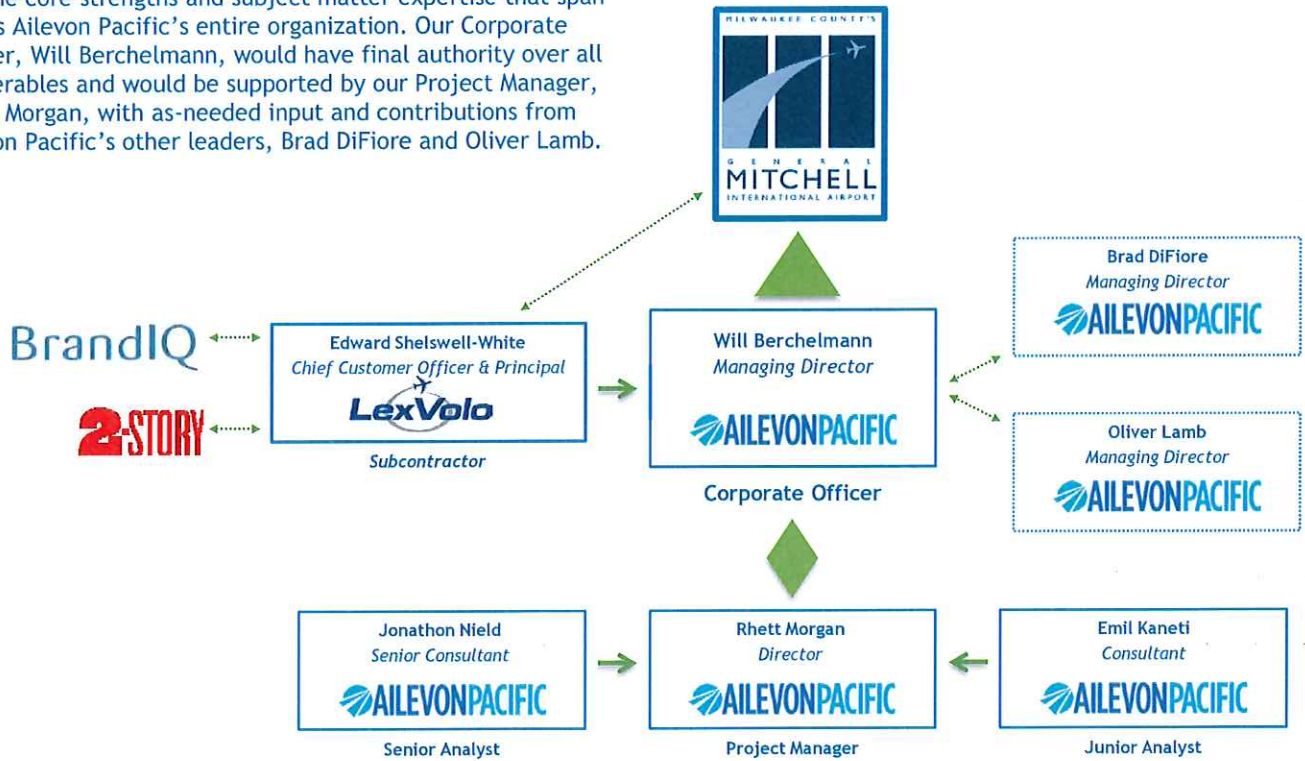 ne core strengths and subject matter expertise that span
s Ailevon Pacific's entire organization. Our Corporate
er, Will Berchelmann, would have final authority over all
erables and would be supported by our Project Manager,
Morgan, with as-needed input and contributions from
on Pacific's other leaders, Brad DiFiore and Oliver Lamb.
MILWAUKEE COUNTY'S
GENERAL
MITCHELL
INTERNATIONAL AIRPORT
Brad DiFiore
Managing Director
AILEVONPACIFIC
BrandIQ
2-STORY
Edward Shelswell-White
Chief Customer Officer & Principal
LexVolo
Subcontractor
Will Berchelmann
Managing Director
AILEVONPACIFIC
Corporate Officer
Oliver Lamb
Managing Director
AILEVONPACIFIC
Jonathon Nield
Senior Consultant
AILEVONPACIFIC
Senior Analyst
Rhett Morgan
Director
AILEVONPACIFIC
Project Manager
Emil Kaneti
Consultant
AILEVONPACIFIC
Junior Analyst